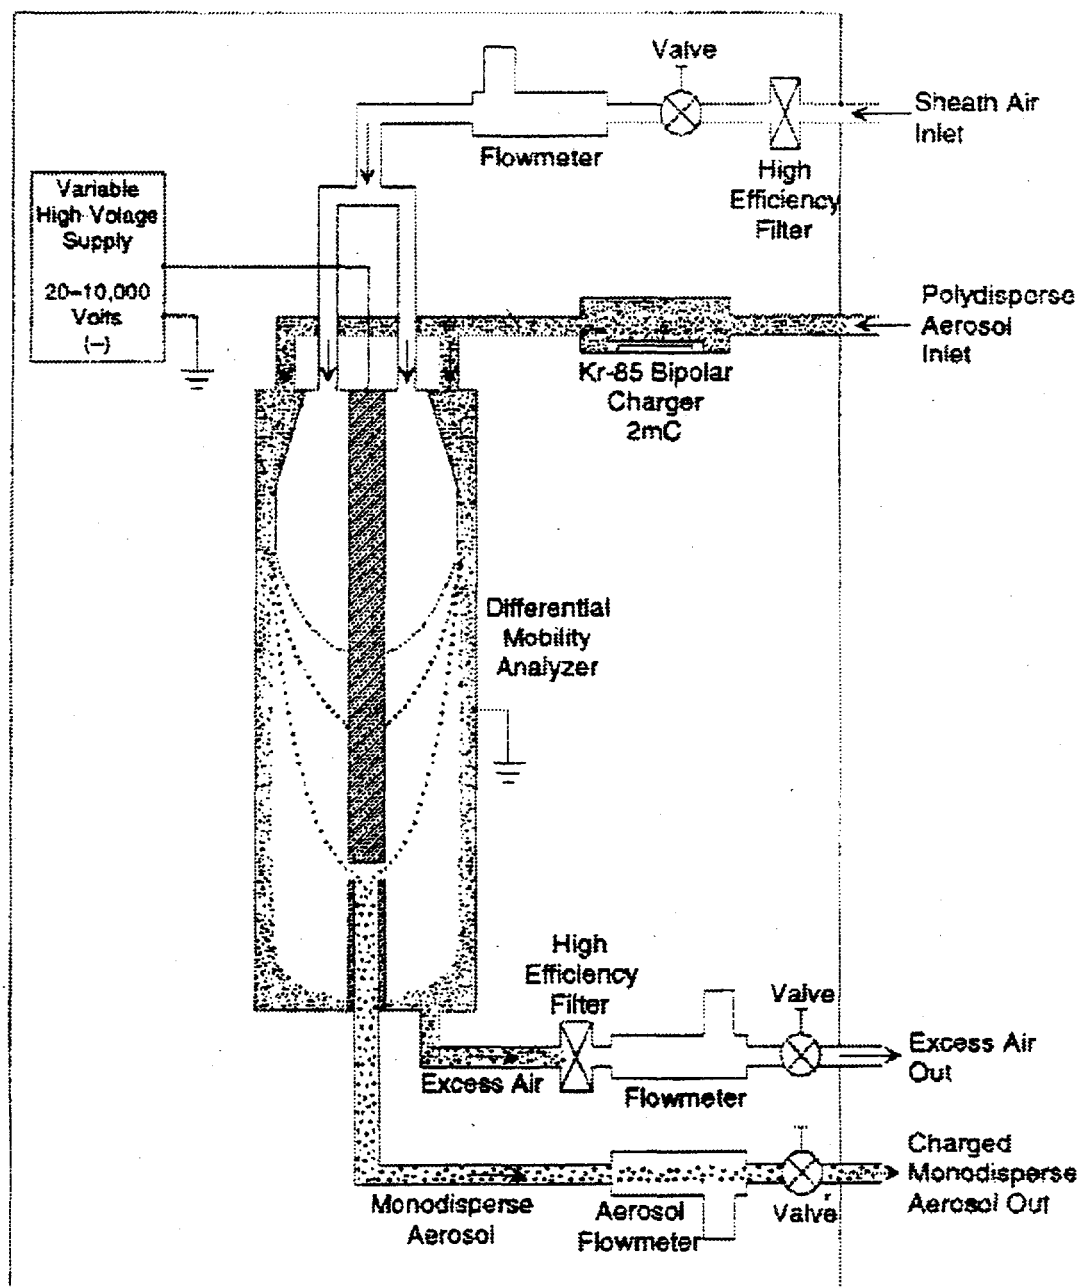 Valve
Sheath Air
Inlet
Flowmeter
High
Efficiency
Filter
Variable
High Volage
Supply
20–10,000
Volts
(–)
Polydisperse
Aerosol
Inlet
Kr-85 Bipolar
Charger
2mC
Differential
Mobility
Analyzer
High
Efficiency
Filter
Valve
Excess Air
Out
Excess Air
Flowmeter
Charged
Monodisperse
Aerosol Out
Monodisperse
Aerosol
Aerosol
Flowmeter
Valve